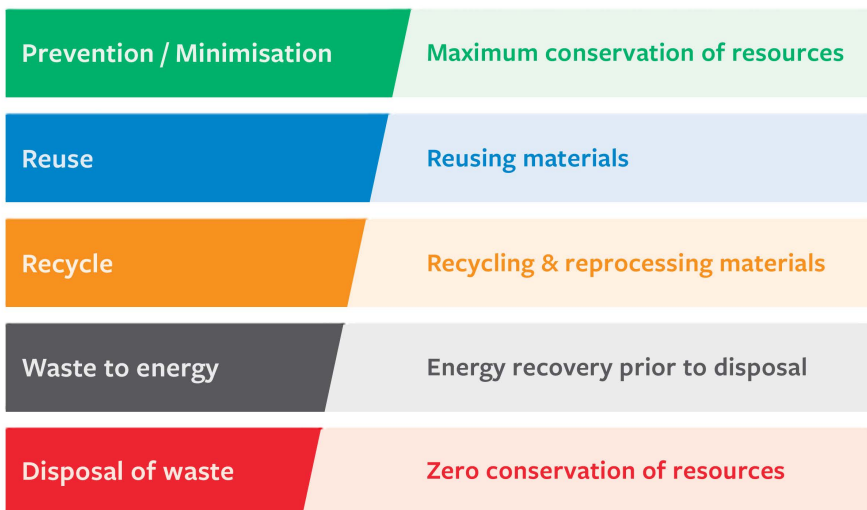 Prevention / Minimisation
Maximum conservation of resources
Reuse
Reusing materials
Recycle
Recycling & reprocessing materials
Waste to energy
Energy recovery prior to disposal
Disposal of waste
Zero conservation of resources